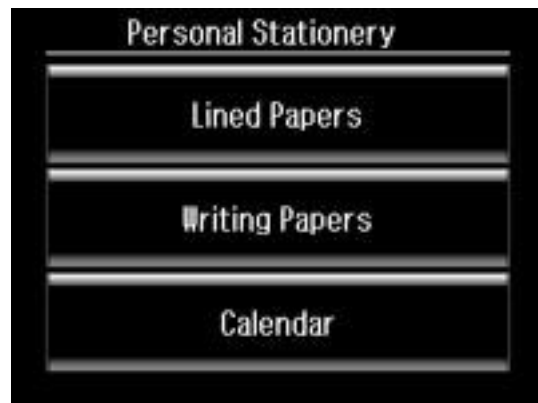 Personal Stationery
Lined Papers
Writing Papers
Calendar